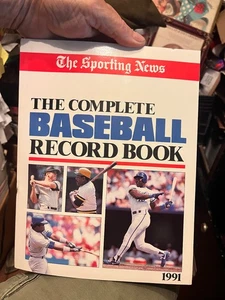 The Sporting News
THE COMPLETE
BASEBALL
RECORD BOOK
1991